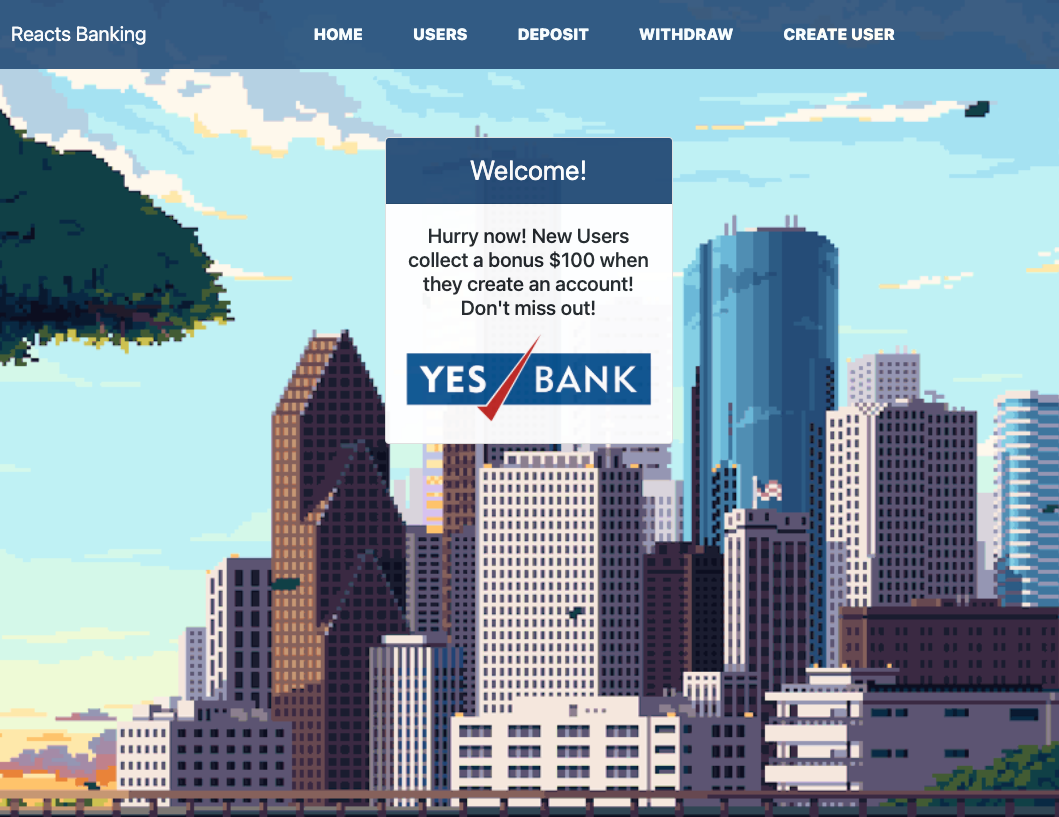 Reacts Banking HOME USERS DEPOSIT WITHDRAW CREATE USER
Welcome!
Hurry now! New Users
collect a bonus $100 when
they create an account!
Don't miss out!
YES BANK